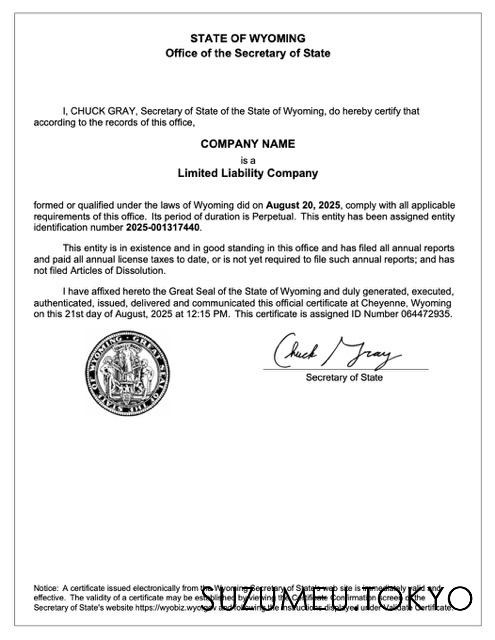 STATE OF WYOMING
Office of the Secretary of State
I, CHUCK GRAY, Secretary of State of the State of Wyoming, do hereby certify that
according to the records of this office,
COMPANY NAME
is a
Limited Liability Company
formed or qualified under the laws of Wyoming did on August 20, 2025, comply with all applicable
requirements of this office. Its period of duration is Perpetual. This entity has been assigned entity
identification number 2025-001317440.
This entity is in existence and in good standing in this office and has filed all annual reports
and paid all annual license taxes to date, or is not yet required to file such annual reports; and has
not filed Articles of Dissolution.
I have affixed hereto the Great Seal of the State of Wyoming and duly generated, executed,
authenticated, issued, delivered and communicated this official certificate at Cheyenne, Wyoming
on this 21st day of August, 2025 at 12:15 PM. This certificate is assigned ID Number 064472935.
GREAT SEAL OF THE STATE OF WYOMING
Chuck Gray
Secretary of State
Notice: A certificate issued electronically from the Wyoming Secretary of State's web site is immediately valid and
effective. The validity of a certificate may be established by viewing the Certificate Confirmation screen of the
Secretary of State's website https://wyobiz.wyo.gov and following the instructions displayed under Validate Certificate.
SUZUME.TOKYO